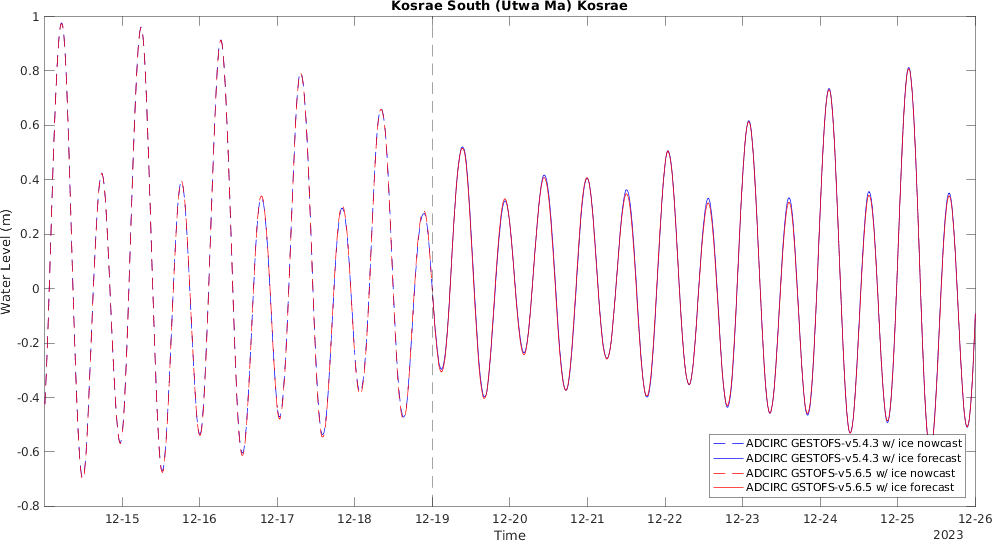 Kosrae South (Utwa Ma) Kosrae
1
0.8
0.6
0.4
0.2
0
-0.2
-0.4
-0.6
-0.8
Water Level (m)
ADCIRC GESTOFS-v5.4.3 w/ ice nowcast
ADCIRC GESTOFS-v5.4.3 w/ ice forecast
ADCIRC GSTOFS-v5.6.5 w/ ice nowcast
ADCIRC GSTOFS-v5.6.5 w/ ice forecast
12-15 12-16 12-17 12-18 12-19 12-20 12-21 12-22 12-23 12-24 12-25 12-26
Time
2023